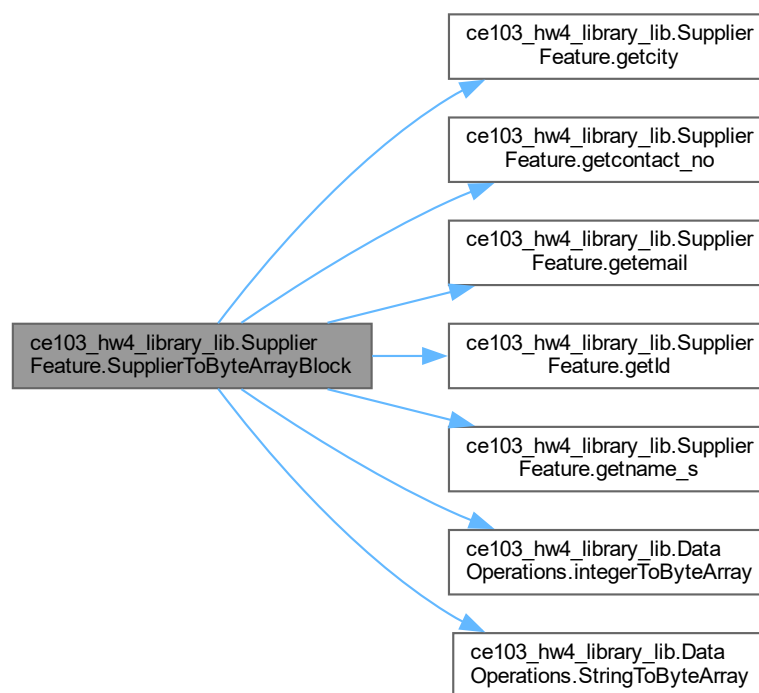 ce103_hw4_library_lib.Supplier
Feature.getcity
ce103_hw4_library_lib.Supplier
Feature.getcontact_no
ce103_hw4_library_lib.Supplier
Feature.getemail
ce103_hw4_library_lib.Supplier
Feature.SupplierToByteArrayBlock
ce103_hw4_library_lib.Supplier
Feature.getId
ce103_hw4_library_lib.Supplier
Feature.getname_s
ce103_hw4_library_lib.Data
Operations.integerToByteArray
ce103_hw4_library_lib.Data
Operations.StringToByteArray